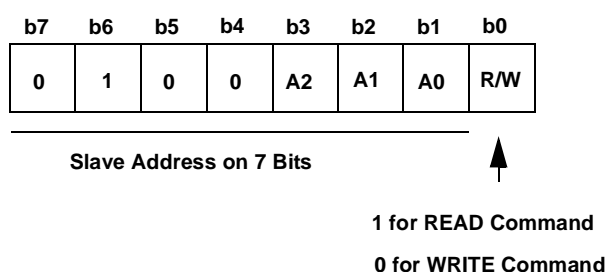 b7 b6 b5 b4 b3 b2 b1 b0
0 1 0 0 A2 A1 A0 R/W
Slave Address on 7 Bits
1 for READ Command
0 for WRITE Command